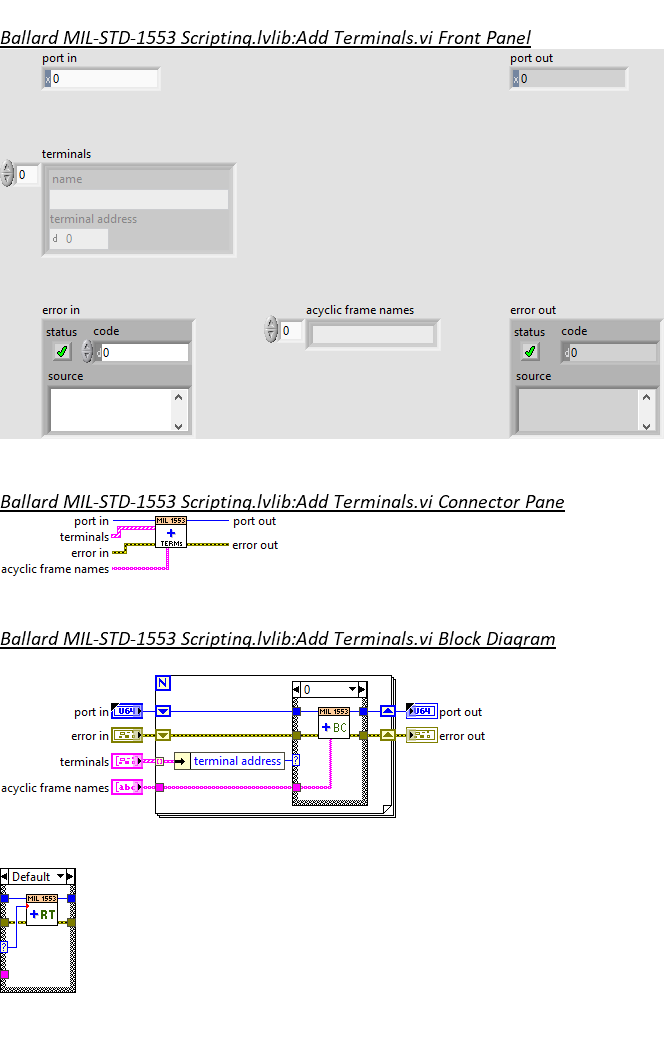 Ballard MIL-STD-1553 Scripting.lvlib:Add Terminals.vi Front Panel
port in port out
x 0 x 0
terminals
0 name
terminal address
d 0
error in acyclic frame names error out
status code 0 status code
d 0 d 0
source source
Ballard MIL-STD-1553 Scripting.lvlib:Add Terminals.vi Connector Pane
port in MIL 1553 port out
terminals +
error in TERMs error out
acyclic frame names
Ballard MIL-STD-1553 Scripting.lvlib:Add Terminals.vi Block Diagram
N 0
port in U64 MIL 1553 U64 port out
error in + BC error out
terminals [] terminal address ?
acyclic frame names [abc]
Default
MIL 1553
+ RT
?